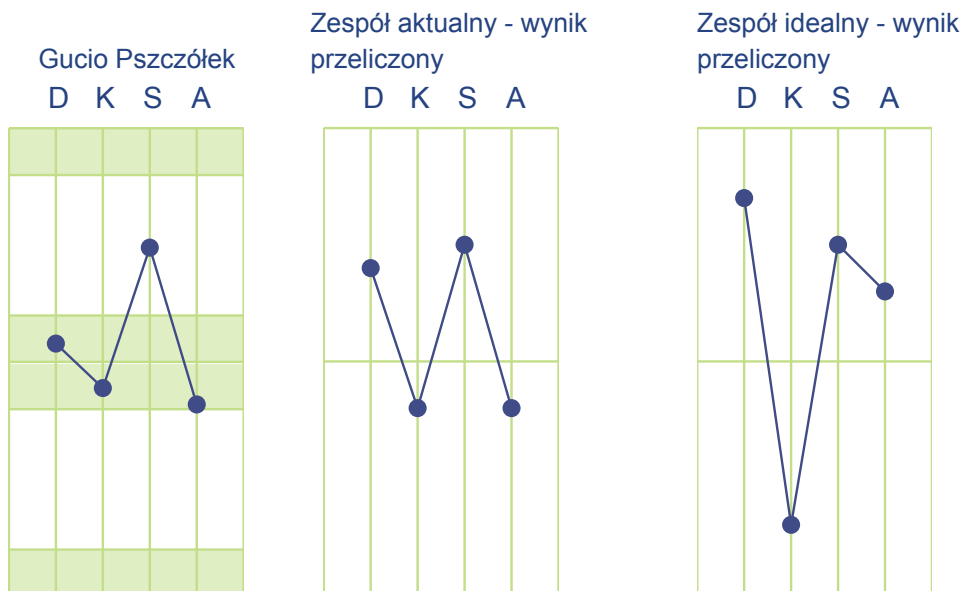 Gucio Pszczółek
D K S A
Zespół aktualny - wynik
przeliczony
D K S A
Zespół idealny - wynik
przeliczony
D K S A